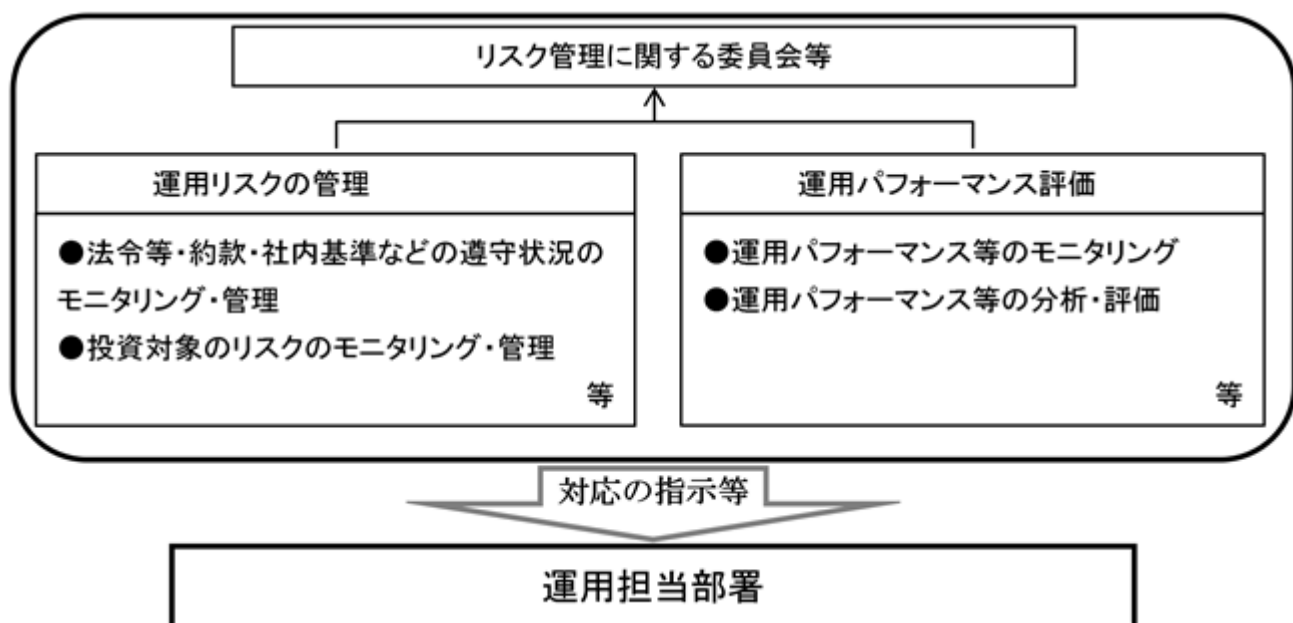 リスク管理に関する委員会等
運用リスクの管理
●法令等・約款・社内基準などの遵守状況の
モニタリング・管理
●投資対象のリスクのモニタリング・管理
等
運用パフォーマンス評価
●運用パフォーマンス等のモニタリング
●運用パフォーマンス等の分析・評価
等
対応の指示等
運用担当部署